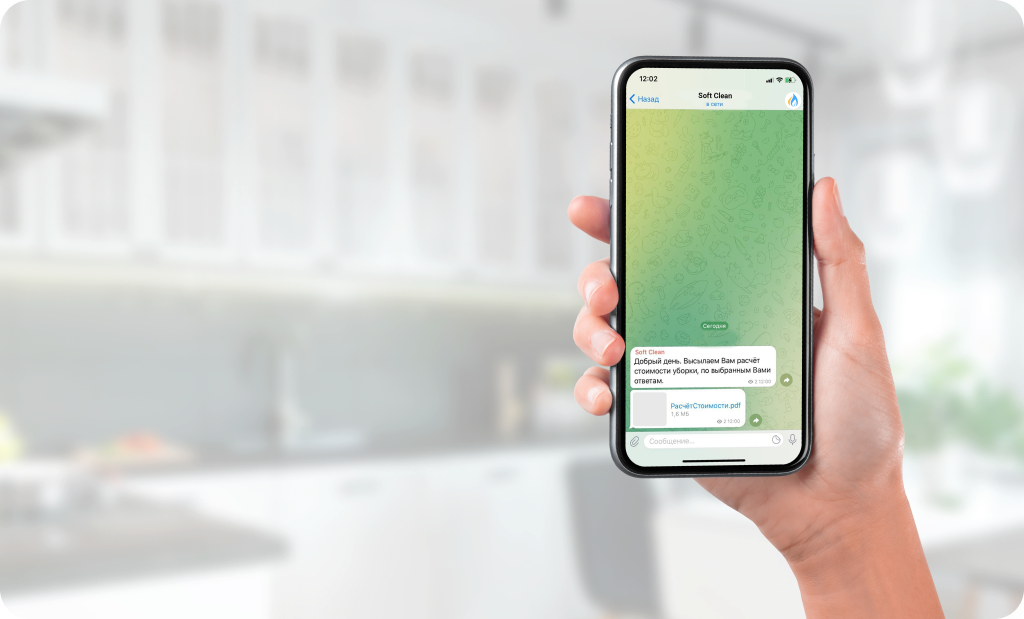 12:02
Назад
Soft Clean
в сети
Сегодня
Soft Clean
Добрый день. Высылаем Вам расчёт
стоимости уборки, по выбранным Вами
ответам.
2 12:00
РасчётСтоимости.pdf
1,6 МБ
2 12:00
Сообщение...